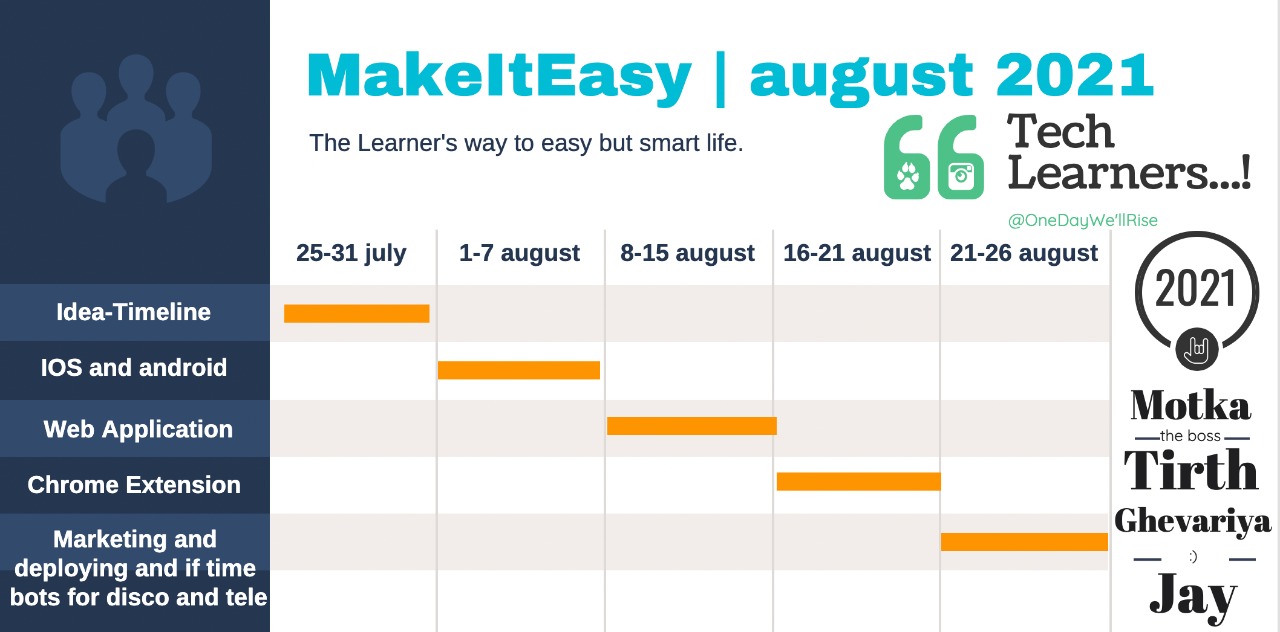 MakeItEasy | august 2021
The Learner's way to easy but smart life.
Tech
Learners...!
@OneDayWe'llRise
25-31 july
1-7 august
8-15 august
16-21 august
21-26 august
Idea-Timeline
IOS and android
Web Application
Chrome Extension
Marketing and
deploying and if time
bots for disco and tele
2021
Motka
the boss
Tirth
Ghevariya
:)
Jay